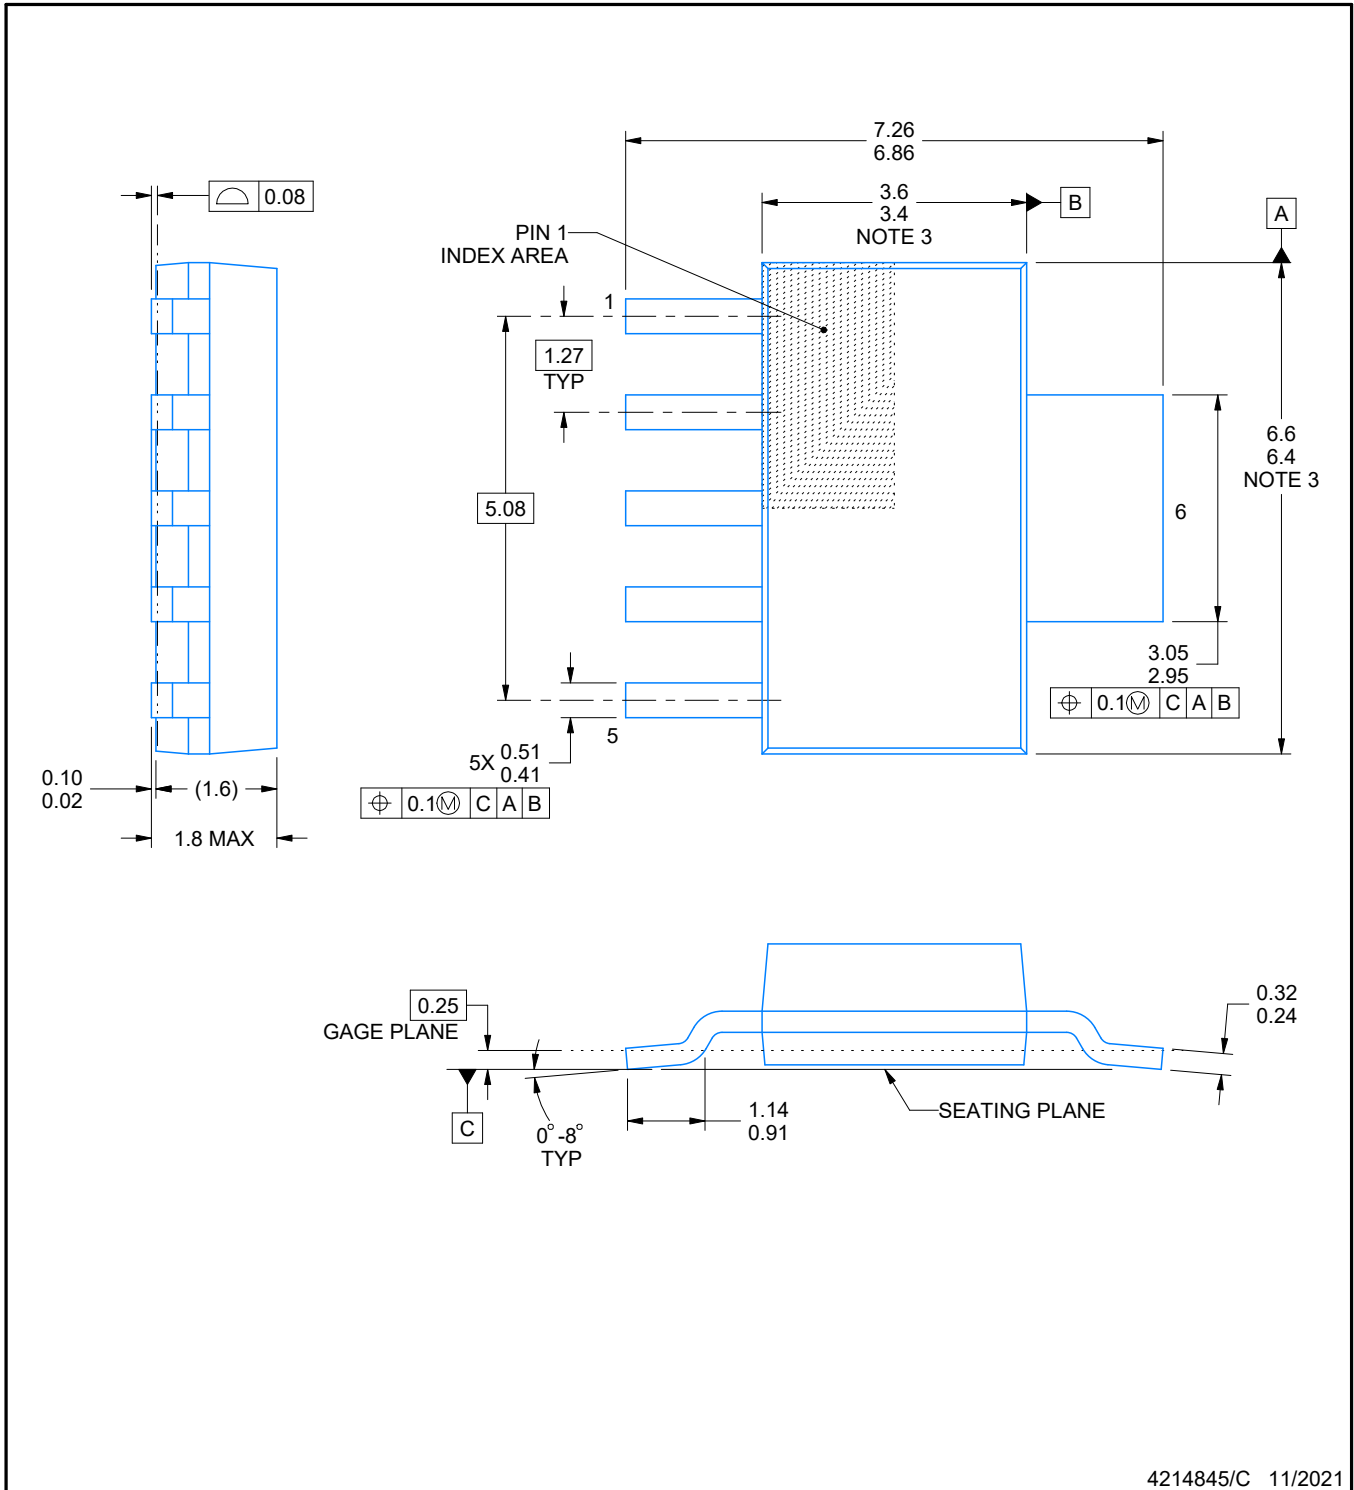 7.26
6.86
0.08
3.6
3.4
NOTE 3
B
A
PIN 1
INDEX AREA
1
1.27
TYP
5.08
6.6
6.4
NOTE 3
6
3.05
2.95
0.1Ⓜ C A B
5
5X 0.51
0.41
0.1Ⓜ C A B
0.10
0.02
(1.6)
1.8 MAX
0.25
GAGE PLANE
0.32
0.24
C
0°-8°
TYP
1.14
0.91
SEATING PLANE
4214845/C 11/2021